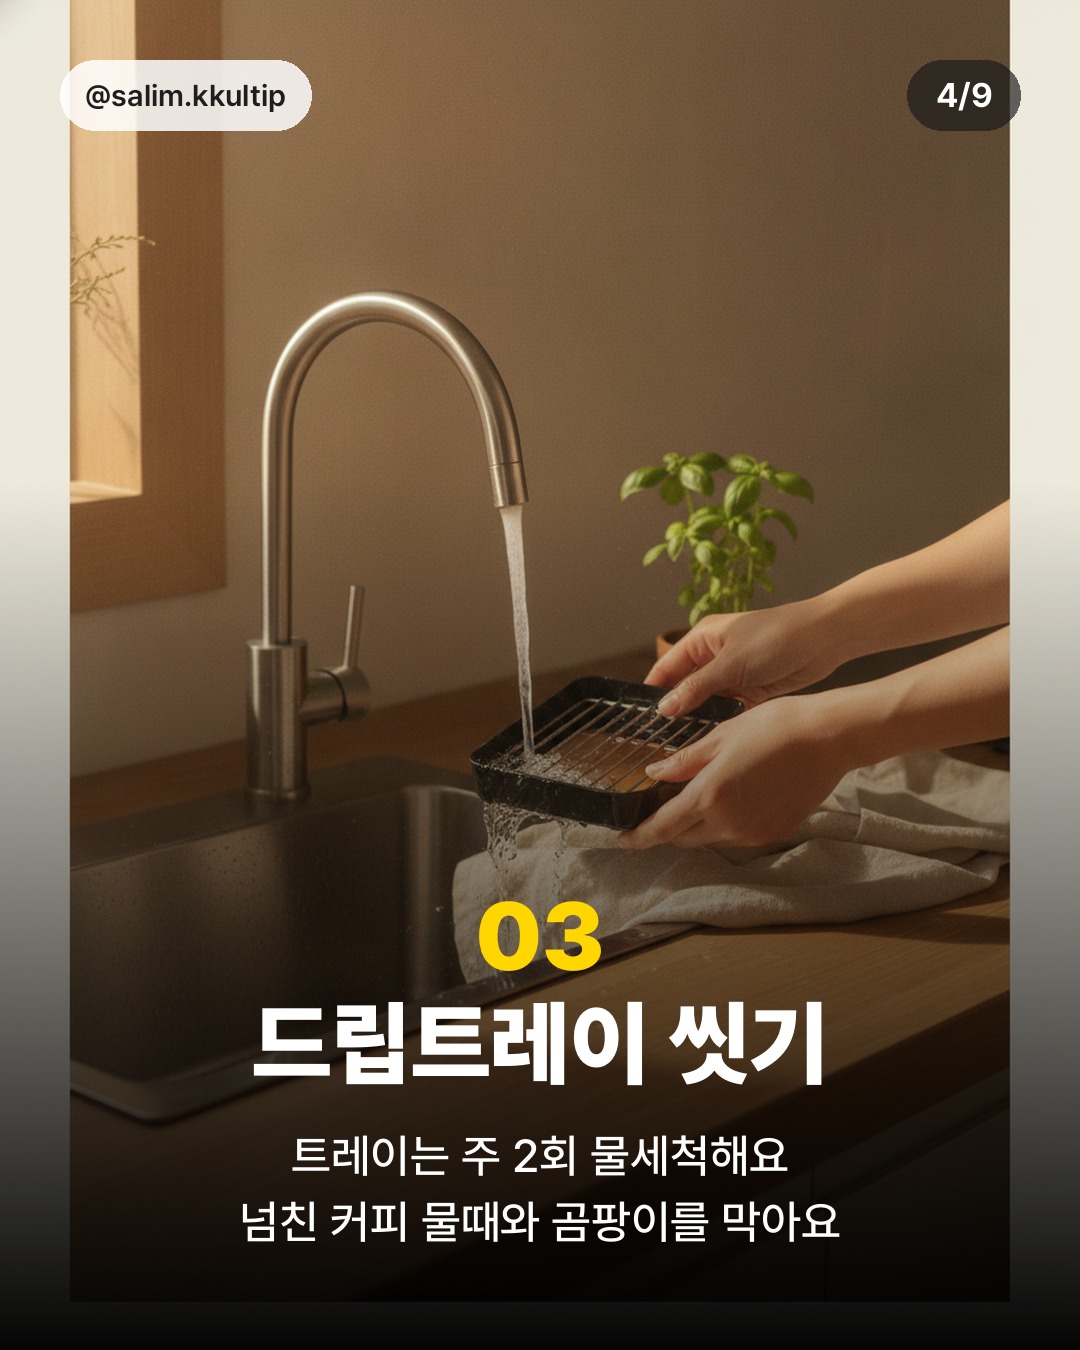 @salim.kkultip
4/9
03
드립트레이 씻기
트레이는 주 2회 물세척해요
넘친 커피 물때와 곰팡이를 막아요